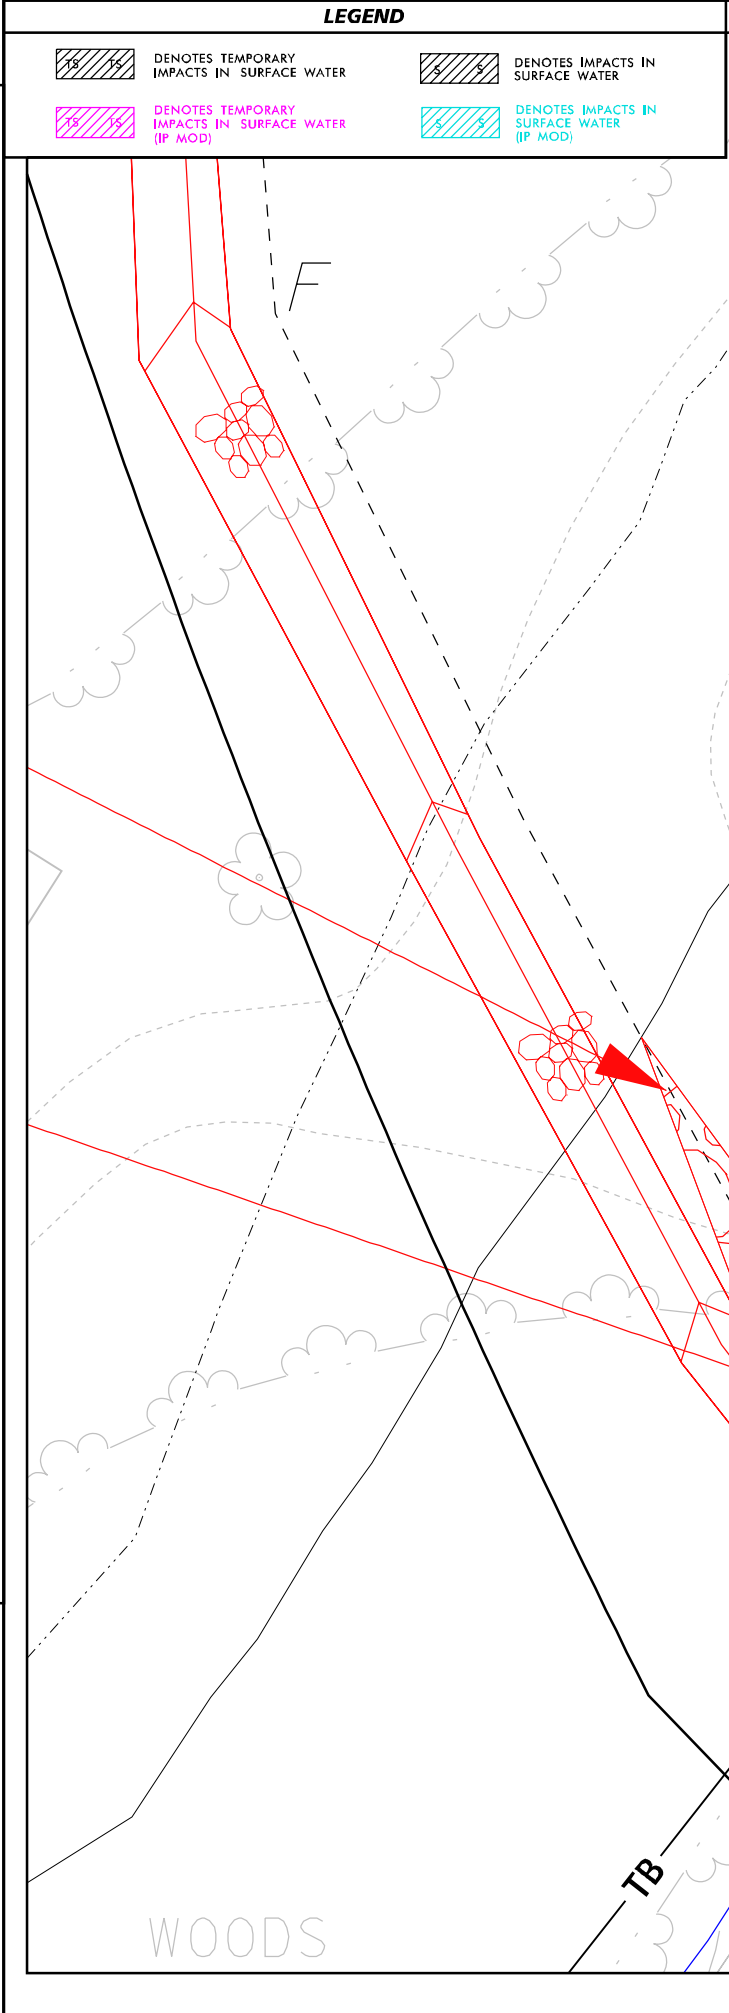 LEGEND
TS TS
DENOTES TEMPORARY
IMPACTS IN SURFACE WATER
S S
DENOTES IMPACTS IN
SURFACE WATER
TS TS
DENOTES TEMPORARY
IMPACTS IN SURFACE WATER
(IP MOD)
S S
DENOTES IMPACTS IN
SURFACE WATER
(IP MOD)
F
TB
WOODS